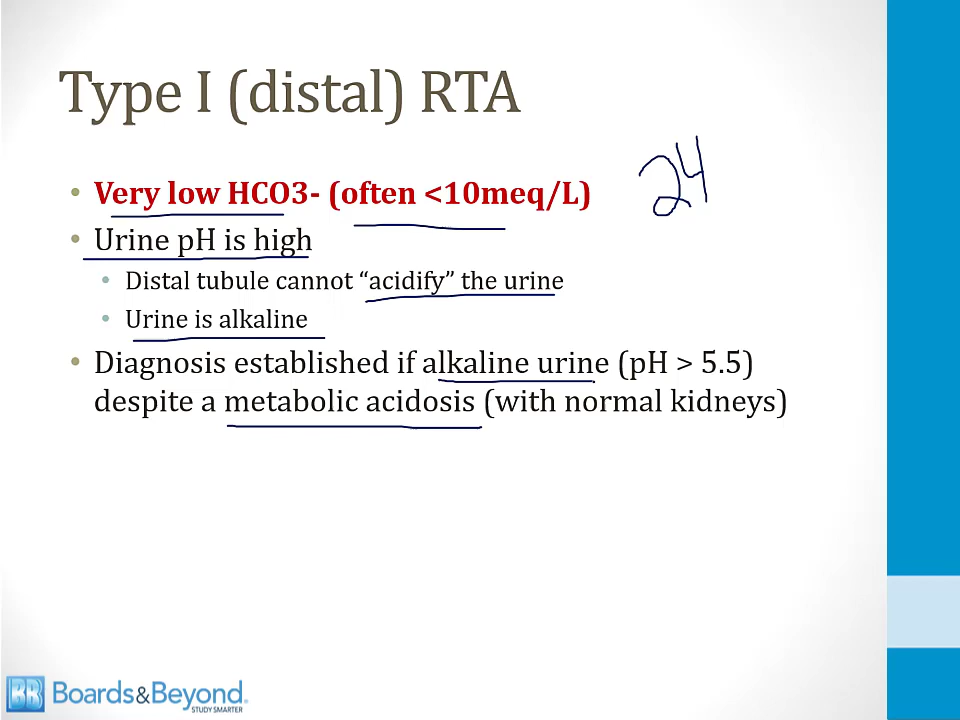 Type I (distal) RTA
• Very low HCO3- (often <10meq/L)
24
• Urine pH is high
• Distal tubule cannot “acidify” the urine
• Urine is alkaline
• Diagnosis established if alkaline urine (pH > 5.5)
despite a metabolic acidosis (with normal kidneys)
BB Boards&Beyond.
STUDY SMARTER